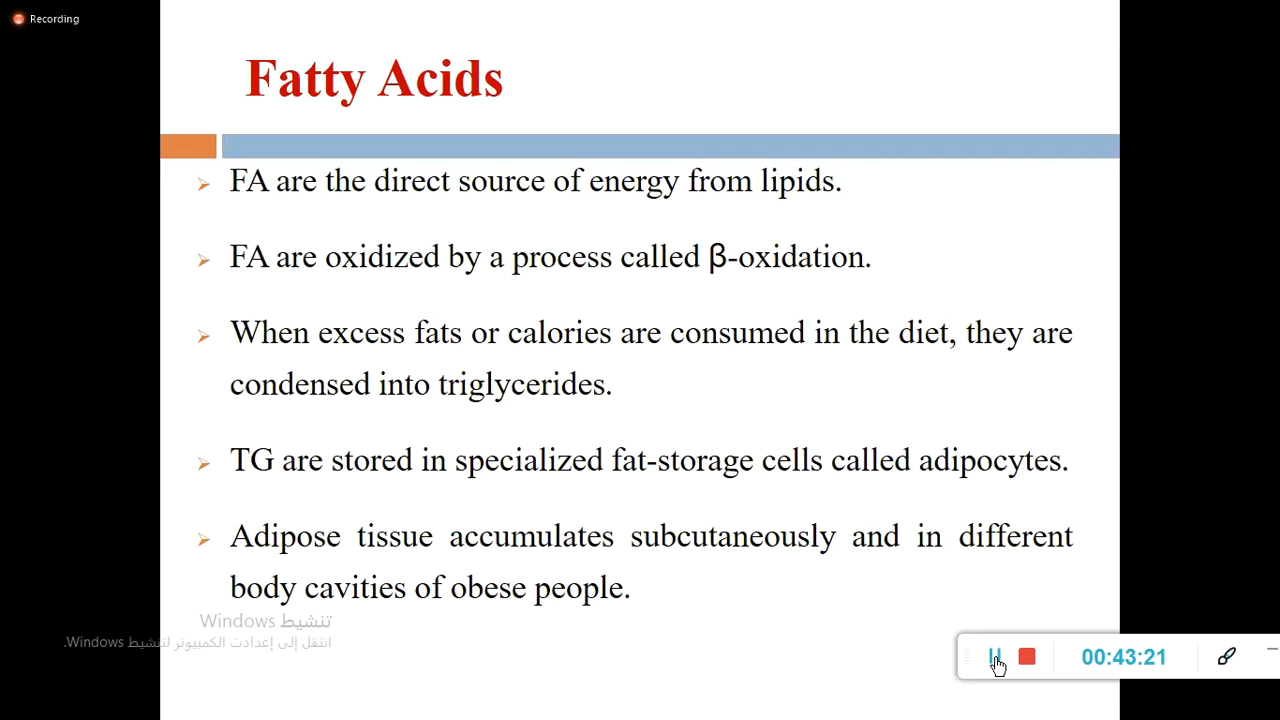 Recording
Fatty Acids
FA are the direct source of energy from lipids.
FA are oxidized by a process called β-oxidation.
When excess fats or calories are consumed in the diet, they are
condensed into triglycerides.
TG are stored in specialized fat-storage cells called adipocytes.
Adipose tissue accumulates subcutaneously and in different
body cavities of obese people.
تنشيط Windows
انتقل إلى إعدادت الكمبيوتر لتنشيط Windows.
00:43:21